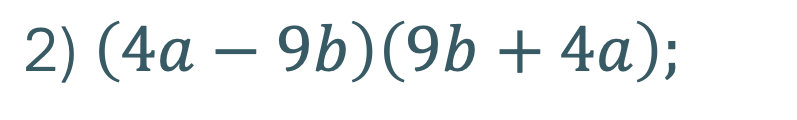 2) (4a − 9b)(9b + 4a);